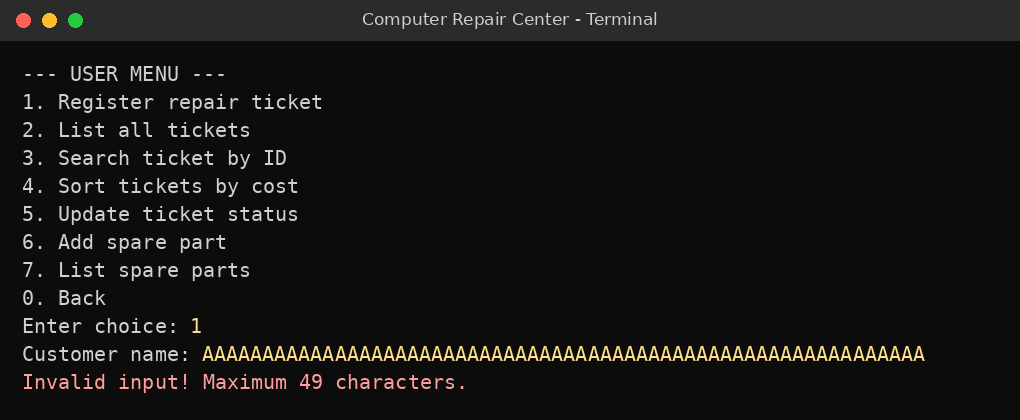 Computer Repair Center - Terminal
--- USER MENU ---
1. Register repair ticket
2. List all tickets
3. Search ticket by ID
4. Sort tickets by cost
5. Update ticket status
6. Add spare part
7. List spare parts
0. Back
Enter choice: 1
Customer name: AAAAAAAAAAAAAAAAAAAAAAAAAAAAAAAAAAAAAAAAAAAAAAAAAAAAAAAAAAAA
Invalid input! Maximum 49 characters.